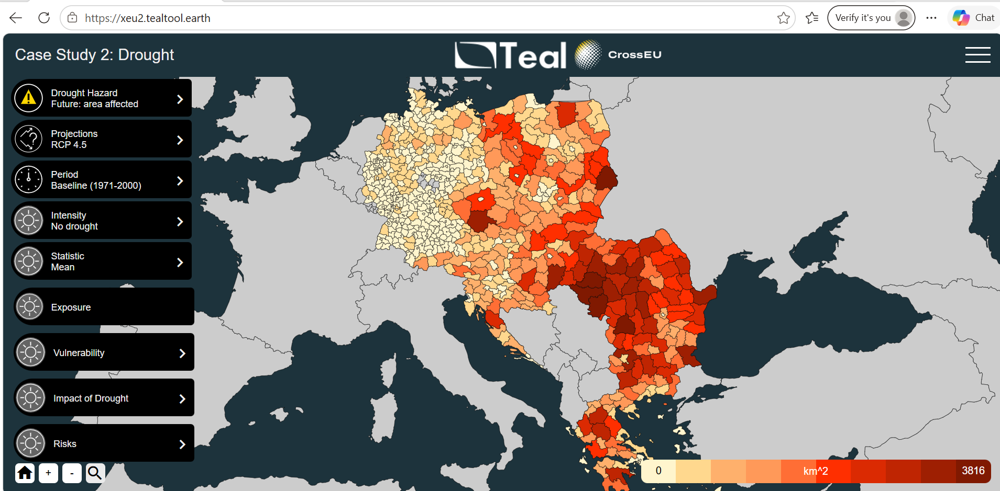 https://xeu2.tealtool.earth
Verify it's you
Chat
Case Study 2: Drought
Teal
CrossEU
Drought Hazard
Future: area affected
Projections
RCP 4.5
Period
Baseline (1971-2000)
Intensity
No drought
Statistic
Mean
Exposure
Vulnerability
Impact of Drought
Risks
+
-
0
km^2
3816